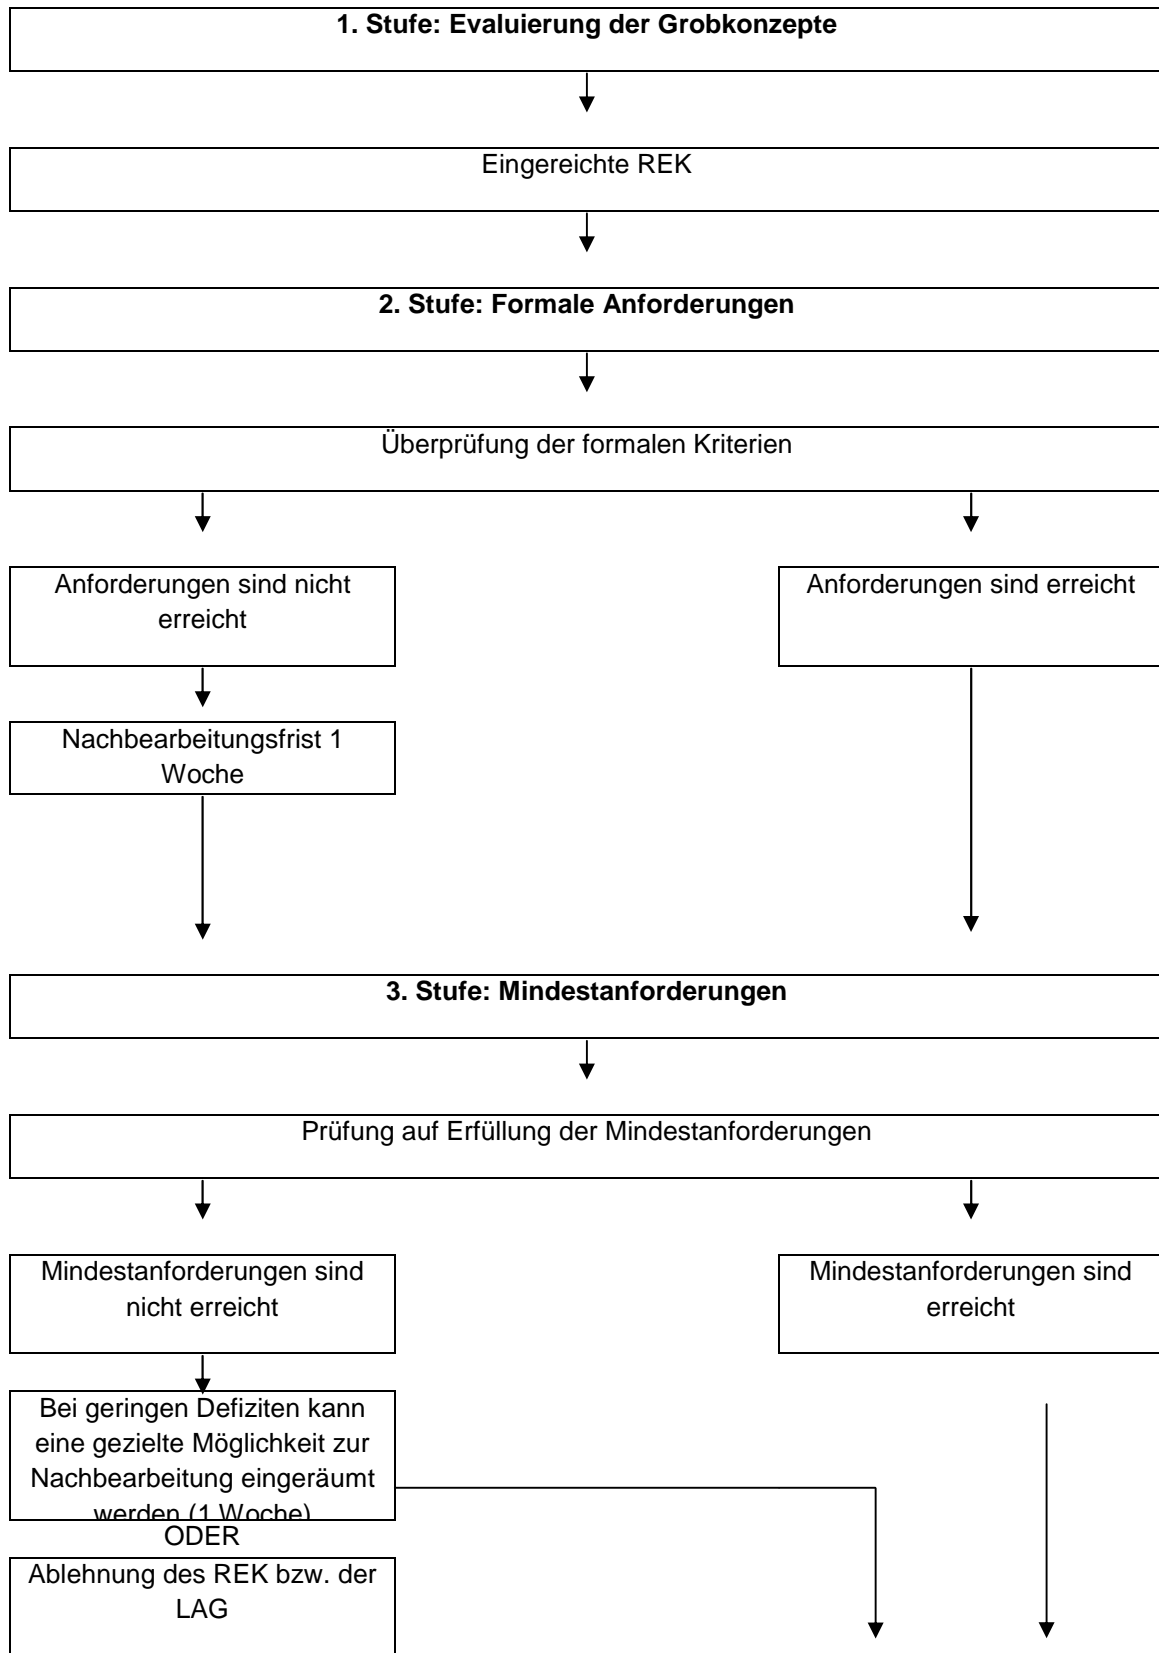 1. Stufe: Evaluierung der Grobkonzepte
Eingereichte REK
2. Stufe: Formale Anforderungen
Überprüfung der formalen Kriterien
Anforderungen sind nicht
erreicht
Anforderungen sind erreicht
Nachbearbeitungsfrist 1
Woche
3. Stufe: Mindestanforderungen
Prüfung auf Erfüllung der Mindestanforderungen
Mindestanforderungen sind
nicht erreicht
Mindestanforderungen sind
erreicht
Bei geringen Defiziten kann
eine gezielte Möglichkeit zur
Nachbearbeitung eingeräumt
werden (1 Woche)
ODER
Ablehnung des REK bzw. der
LAG